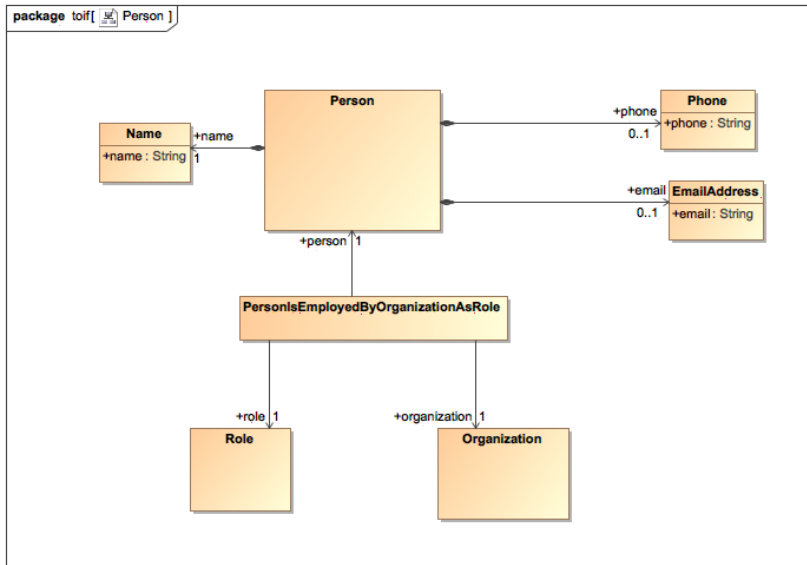 package toif[ Person ]
Person
Phone
+phone
+phone : String
0..1
Name
+name
+name : String
1
EmailAddress
+email
+email : String
0..1
+person 1
PersonIsEmployedByOrganizationAsRole
+role 1
+organization 1
Role
Organization